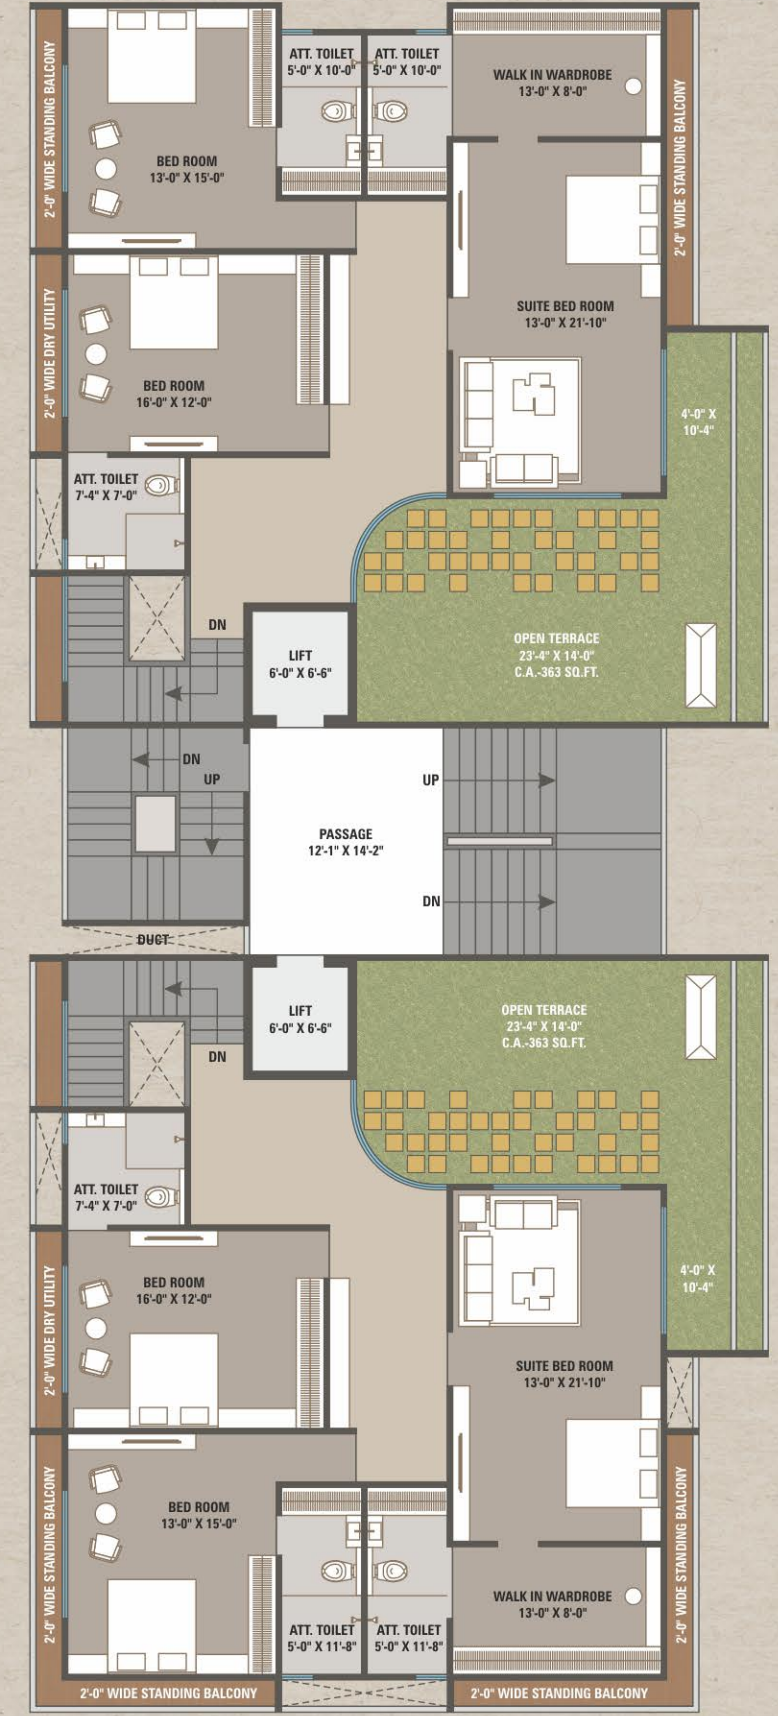 2'-0" WIDE STANDING BALCONY
BED ROOM
13'-0" X 15'-0"
ATT. TOILET
5'-0" X 10'-0"
ATT. TOILET
5'-0" X 10'-0"
WALK IN WARDROBE
13'-0" X 8'-0"
2'-0" WIDE STANDING BALCONY
SUITE BED ROOM
13'-0" X 21'-10"
2'-0" WIDE DRY UTILITY
BED ROOM
16'-0" X 12'-0"
4'-0" X
10'-4"
ATT. TOILET
7'-4" X 7'-0"
DN
LIFT
6'-0" X 6'-6"
OPEN TERRACE
23'-4" X 14'-0"
C.A.-363 SQ.FT.
DN
UP
UP
PASSAGE
12'-1" X 14'-2"
DN
DUCT
LIFT
6'-0" X 6'-6"
OPEN TERRACE
23'-4" X 14'-0"
C.A.-363 SQ.FT.
DN
ATT. TOILET
7'-4" X 7'-0"
2'-0" WIDE DRY UTILITY
BED ROOM
16'-0" X 12'-0"
4'-0" X
10'-4"
SUITE BED ROOM
13'-0" X 21'-10"
2'-0" WIDE STANDING BALCONY
BED ROOM
13'-0" X 15'-0"
ATT. TOILET
5'-0" X 11'-8"
ATT. TOILET
5'-0" X 11'-8"
WALK IN WARDROBE
13'-0" X 8'-0"
2'-0" WIDE STANDING BALCONY
2'-0" WIDE STANDING BALCONY
2'-0" WIDE STANDING BALCONY